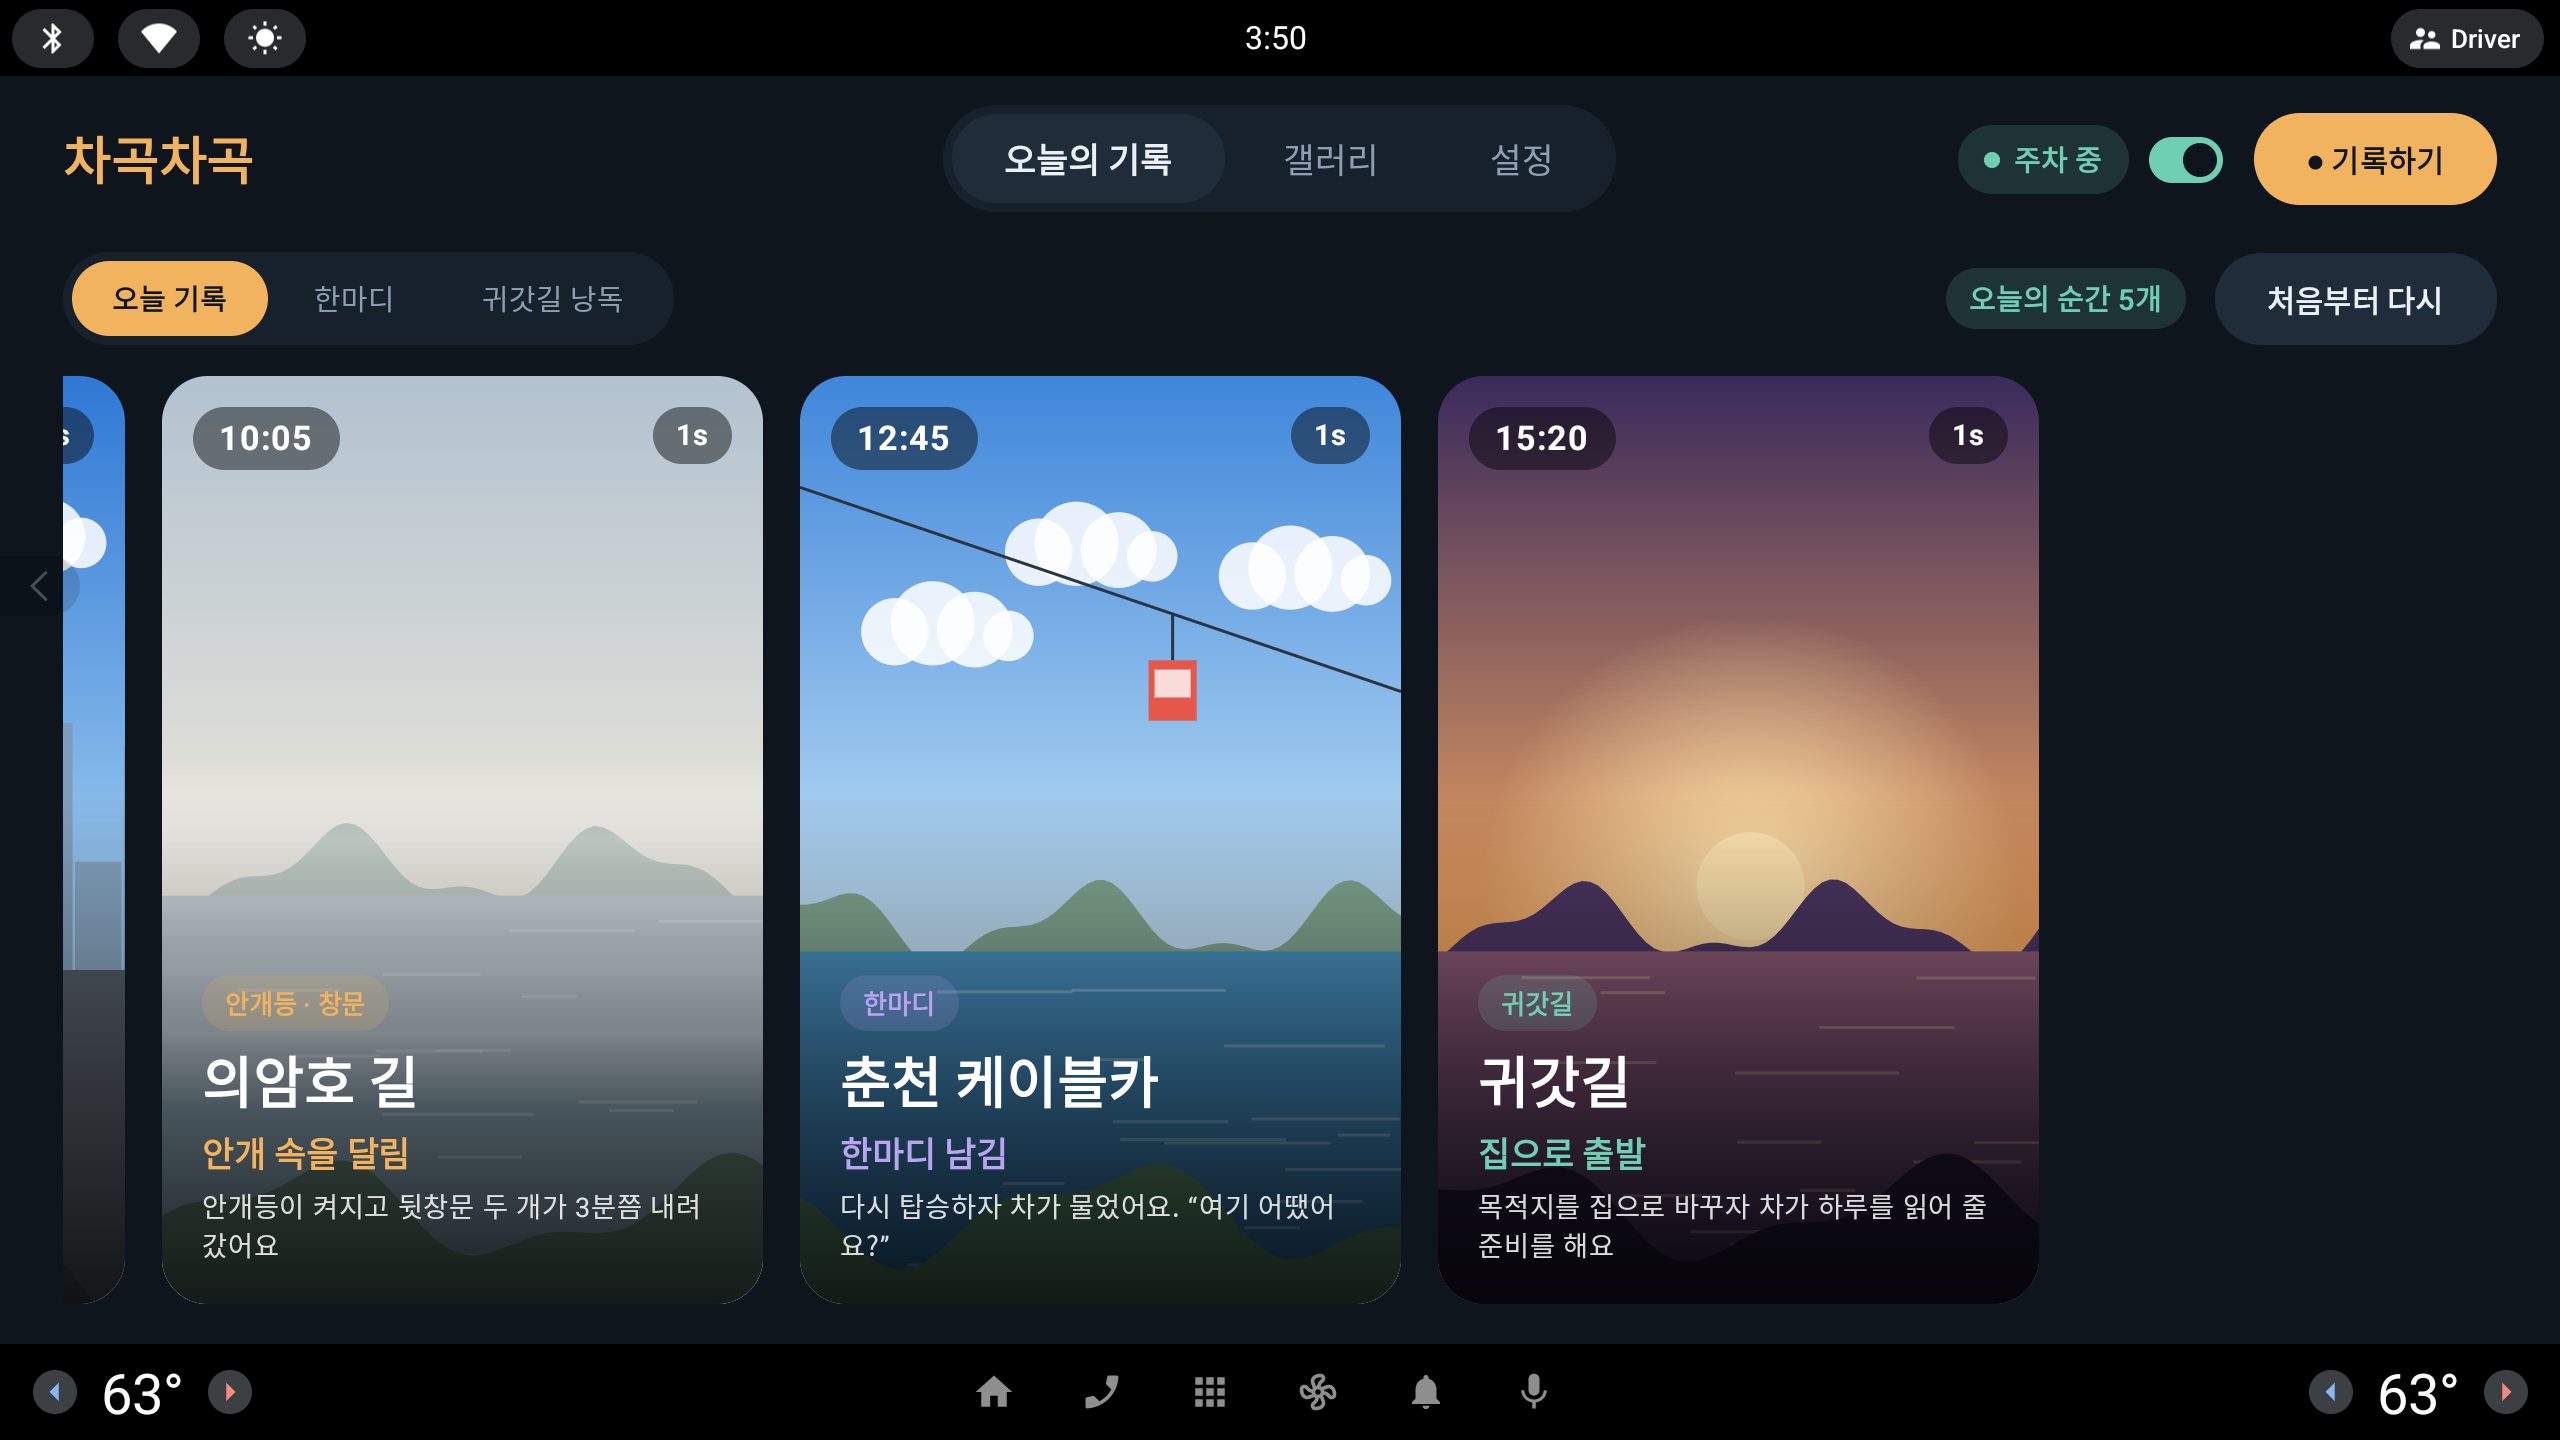 3:50
Driver
차곡차곡
오늘의 기록
갤러리
설정
주차 중
● 기록하기
오늘 기록
한마디
귀갓길 낭독
오늘의 순간 5개
처음부터 다시
s
10:05
1s
안개등 · 창문
의암호 길
안개 속을 달림
안개등이 켜지고 뒷창문 두 개가 3분쯤 내려
갔어요
12:45
1s
한마디
춘천 케이블카
한마디 남김
다시 탑승하자 차가 물었어요. “여기 어땠어
요?”
15:20
1s
귀갓길
귀갓길
집으로 출발
목적지를 집으로 바꾸자 차가 하루를 읽어 줄
준비를 해요
63°
63°